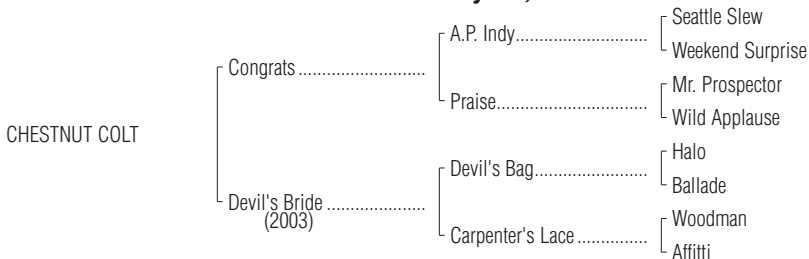 Seattle Slew
A.P. Indy
Weekend Surprise
Congrats
Mr. Prospector
Praise
Wild Applause
CHESTNUT COLT
Halo
Devil's Bag
Ballade
Devil's Bride
(2003)
Woodman
Carpenter's Lace
Affitti